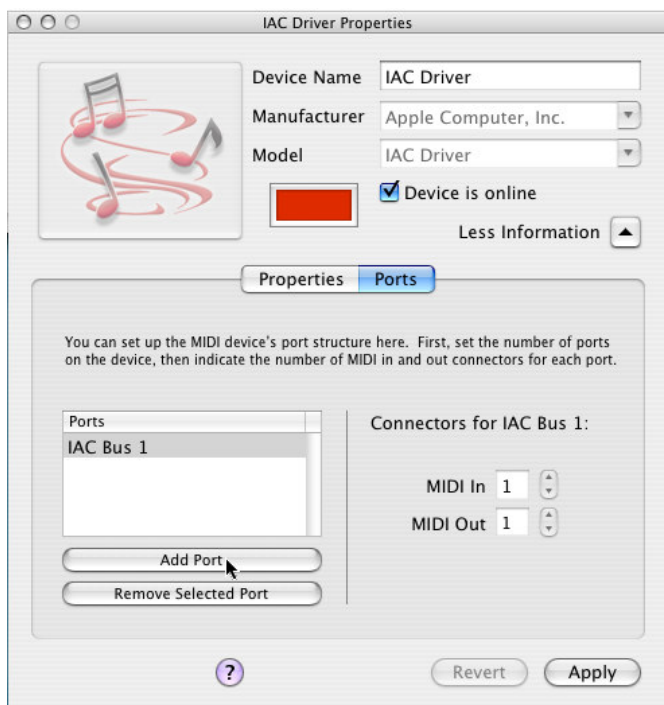 IAC Driver Properties
Device Name IAC Driver
Manufacturer Apple Computer, Inc.
Model IAC Driver
Device is online
Less Information
Properties Ports
You can set up the MIDI device's port structure here. First, set the number of ports
on the device, then indicate the number of MIDI in and out connectors for each port.
Ports
IAC Bus 1
Add Port
Remove Selected Port
Connectors for IAC Bus 1:
MIDI In 1
MIDI Out 1
? Revert Apply